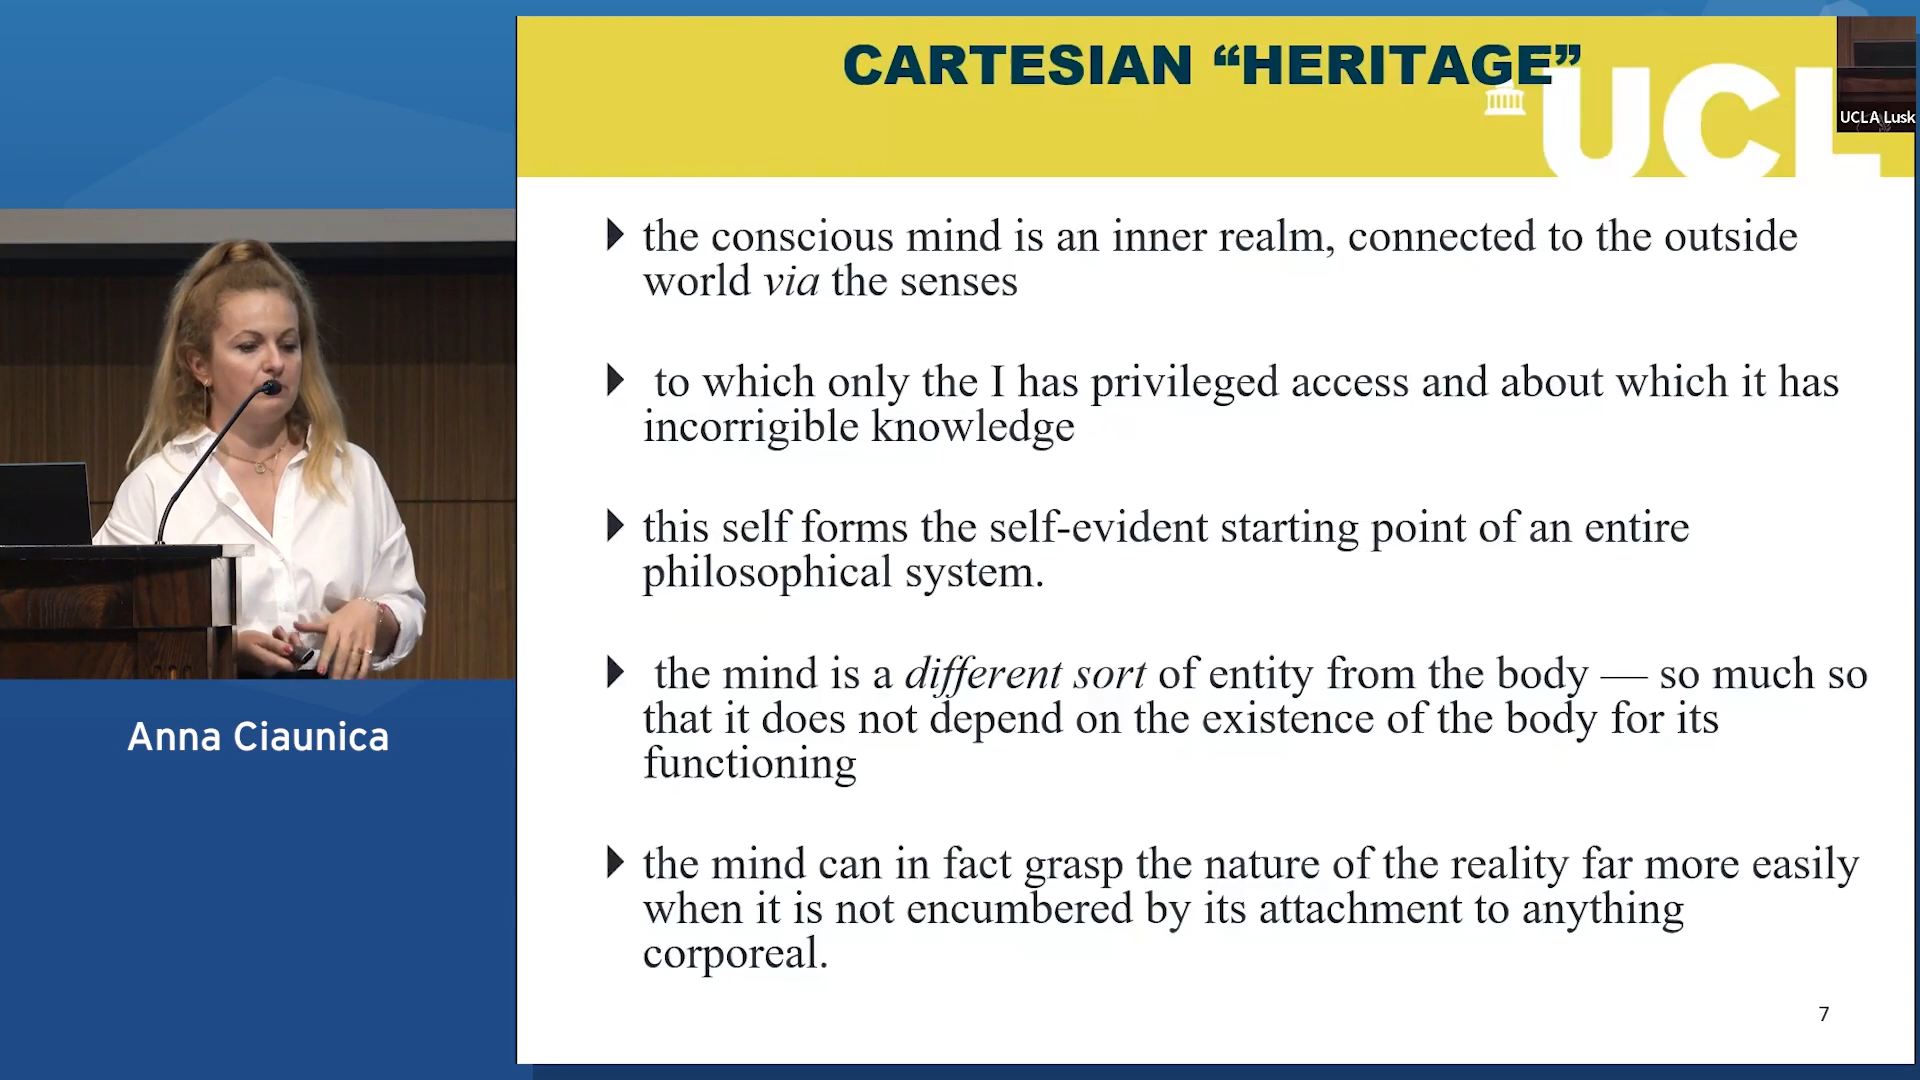 CARTESIAN “HERITAGE”
UCL
UCLA Lusk
the conscious mind is an inner realm, connected to the outside
world via the senses
to which only the I has privileged access and about which it has
incorrigible knowledge
this self forms the self-evident starting point of an entire
philosophical system.
the mind is a different sort of entity from the body — so much so
that it does not depend on the existence of the body for its
functioning
the mind can in fact grasp the nature of the reality far more easily
when it is not encumbered by its attachment to anything
corporeal.
Anna Ciaunica
7